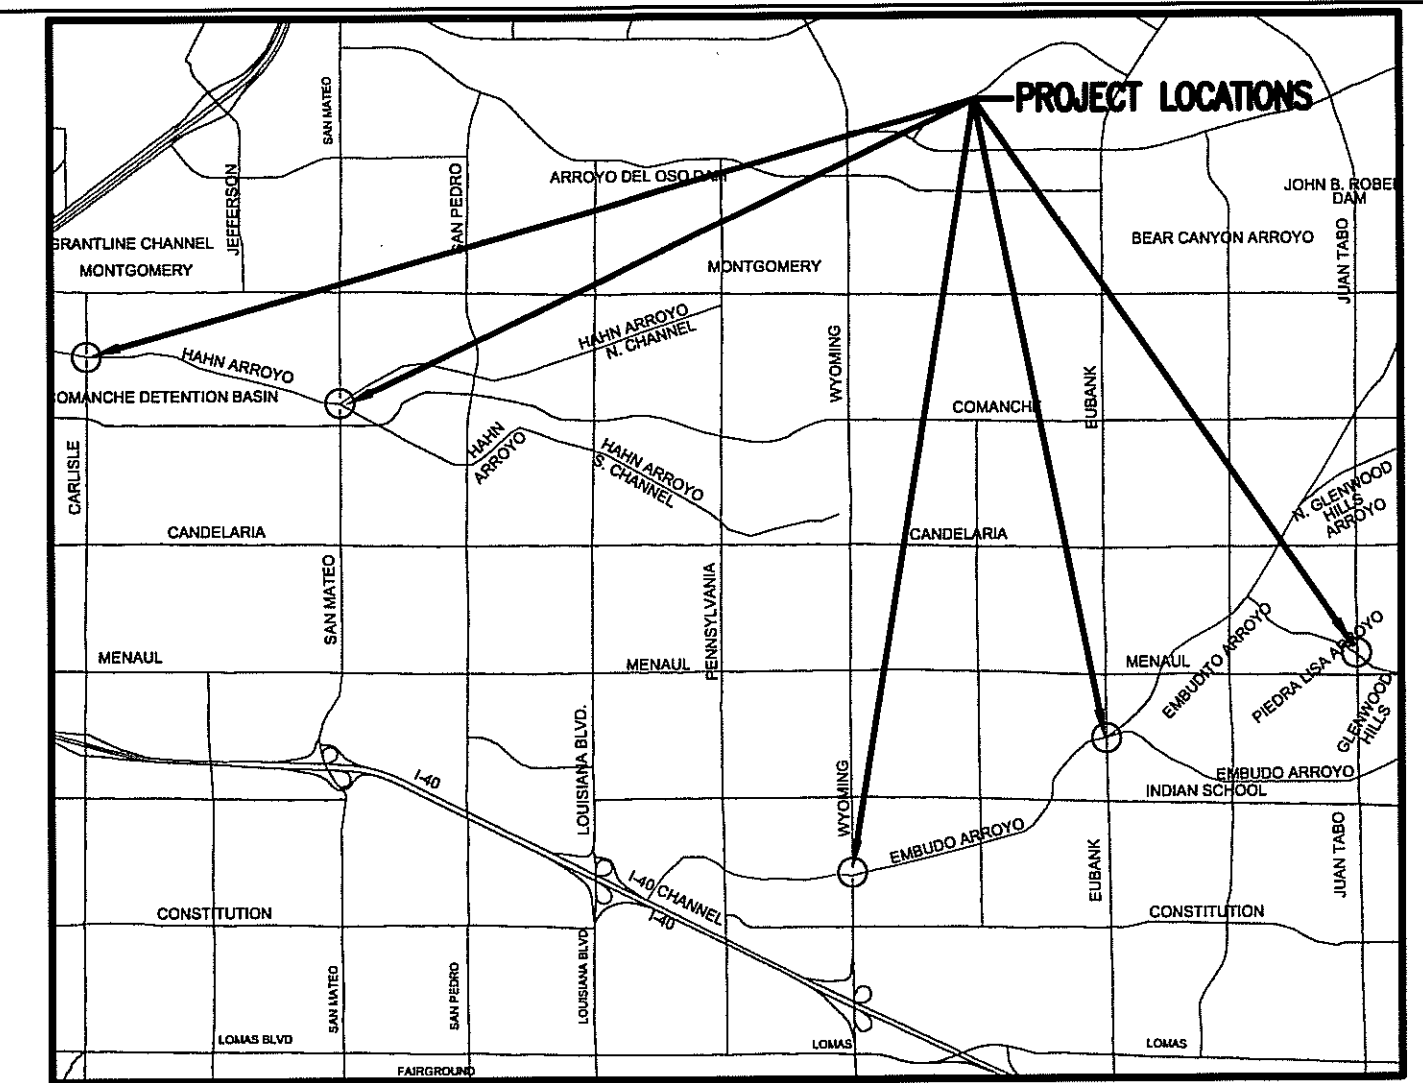 PROJECT LOCATIONS
SAN MATEO
JEFFERSON
SAN PEDRO
ARROYO DEL OSO DAM
JOHN B. ROBE
DAM
GRANTLINE CHANNEL
MONTGOMERY
MONTGOMERY
BEAR CANYON ARROYO
JUAN TABO
HAHN ARROYO
N. CHANNEL
HAHN ARROYO
WYOMING
EUBANK
COMANCHE DETENTION BASIN
COMANCHE
CARLISLE
HAHN
ARROYO
HAHN ARROYO
S. CHANNEL
N. GLENWOOD
HILLS
ARROYO
CANDELARIA
CANDELARIA
SAN MATEO
PENNSYLVANIA
MENAUL
MENAUL
MENAUL
EMBUDITO ARROYO
PIEDRA LISA ARROYO
GLENWOOD
HILLS
LOUISIANA BLVD.
I-40
WYOMING
EMBUDO ARROYO
INDIAN SCHOOL
EMBUDO ARROYO
EUBANK
JUAN TABO
I-40 CHANNEL
I-40
CONSTITUTION
CONSTITUTION
SAN MATEO
SAN PEDRO
LOUISIANA BLVD
LOMAS BLVD
LOMAS
LOMAS
FAIRGROUND